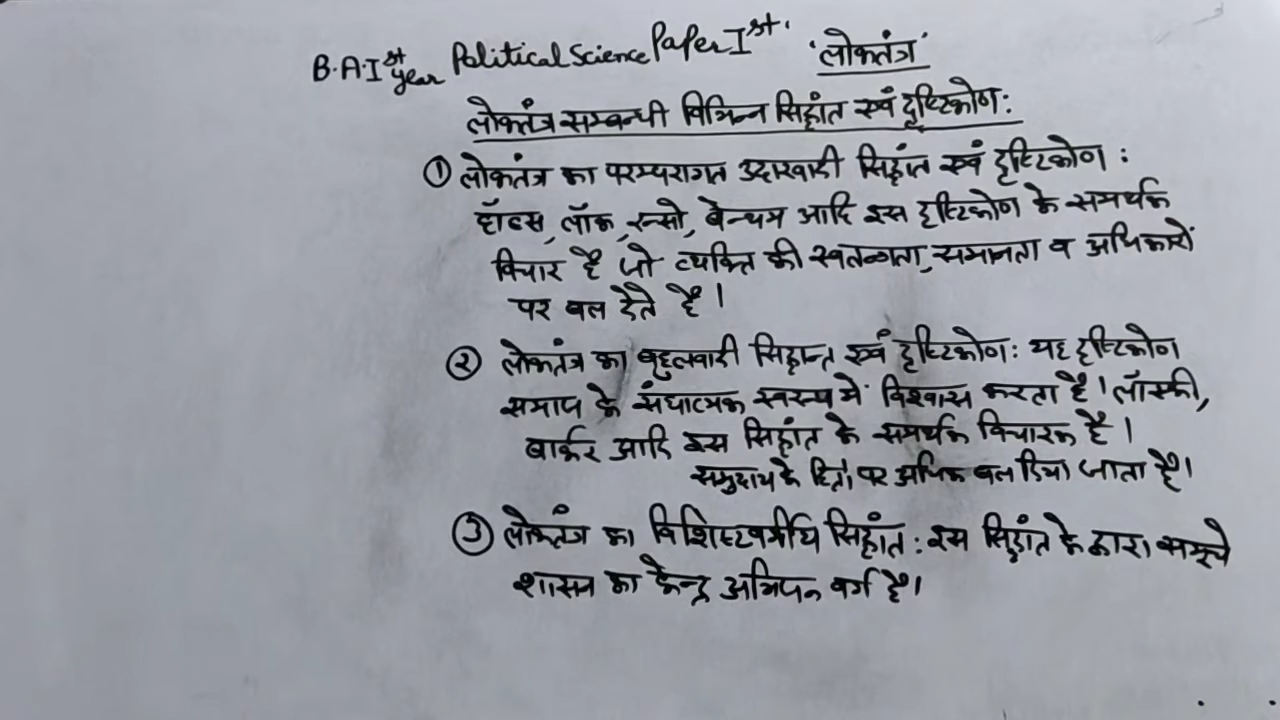 B.A.Ist year Political Science Paper Ist. 'लोकतंत्र'
लोकतंत्र सम्बन्धी विभिन्न सिद्धांत एवं दृष्टिकोण:
① लोकतंत्र का परम्परागत उदारवादी सिद्धांत एवं दृष्टिकोण :
हॉब्स, लॉक, रूसो, बेन्थम आदि इस दृष्टिकोण के समर्थक
विचार है जो व्यक्ति की स्वतन्त्रता, समानता व अधिकारों
पर बल देते है।
② लोकतंत्र का बहुलवादी सिद्धान्त एवं दृष्टिकोण: यह दृष्टिकोण
समाज के संघात्मक स्वरूप में विश्वास करता है। लॉस्की,
बार्कर आदि इस सिद्धांत के समर्थक विचारक है।
समुदाय के हितों पर अधिक बल दिया जाता है।
③ लोकतंत्र का विशिष्टवर्गीय सिद्धांत: इस सिद्धांत के द्वारा समूचे
शासन का केन्द्र अभिजन वर्ग है।